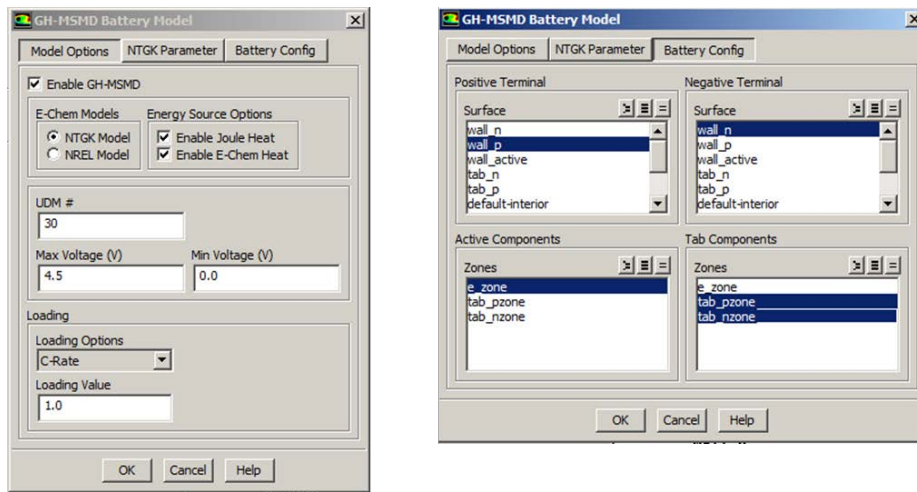 GH-MSMD Battery Model
Model Options NTGK Parameter Battery Config
Enable GH-MSMD
E-Chem Models Energy Source Options
NTGK Model Enable Joule Heat
NREL Model Enable E-Chem Heat
UDM #
30
Max Voltage (V) Min Voltage (V)
4.5 0.0
Loading
Loading Options
C-Rate
Loading Value
1.0
OK Cancel Help
GH-MSMD Battery Model
Model Options NTGK Parameter Battery Config
Positive Terminal Negative Terminal
Surface Surface
wall_n wall_n
wall_p wall_p
wall_active wall_active
tab_n tab_n
tab_p tab_p
default-interior default-interior
Active Components Tab Components
Zones Zones
e_zone e_zone
tab_pzone tab_pzone
tab_nzone tab_nzone
OK Cancel Help